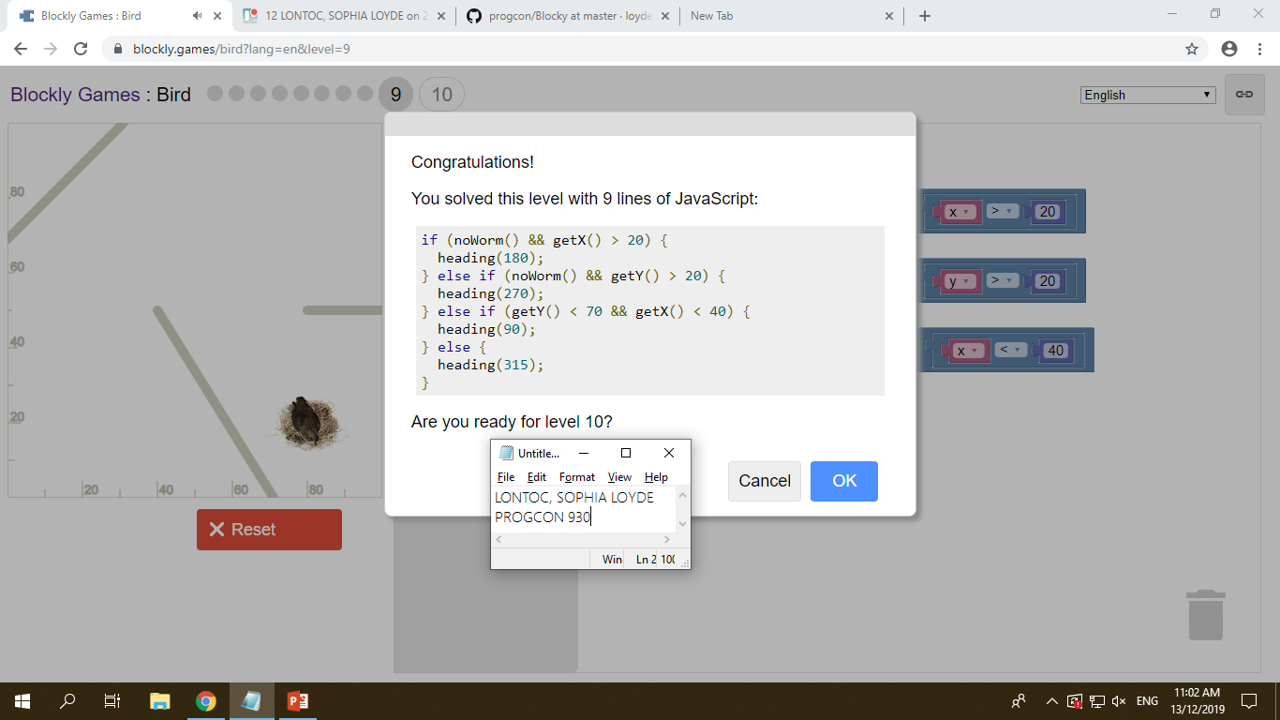 Blockly Games : Bird
12 LONTOC, SOPHIA LOYDE on 2
progcon/Blocky at master · loyde
New Tab
blockly.games/bird?lang=en&level=9
Blockly Games : Bird
9
10
English
80
60
40
20
20
40
60
80
Reset
x > 20
y > 20
x < 40
Congratulations!
You solved this level with 9 lines of JavaScript:
if (noWorm() && getX() > 20) {
heading(180);
} else if (noWorm() && getY() > 20) {
heading(270);
} else if (getY() < 70 && getX() < 40) {
heading(90);
} else {
heading(315);
}
Are you ready for level 10?
Cancel
OK
Untitle...
File Edit Format View Help
LONTOC, SOPHIA LOYDE
PROGCON 930
Win
Ln 2
100
ENG
11:02 AM
13/12/2019